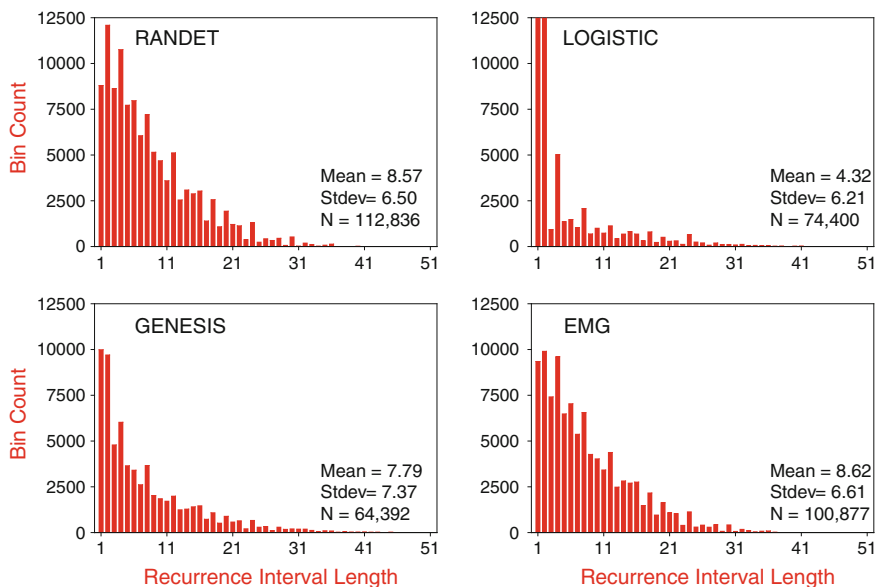 12500
10000
7500
5000
2500
0
Bin Count
RANDET
Mean = 8.57
Stdev= 6.50
N = 112,836
1 11 21 31 41 51
12500
10000
7500
5000
2500
0
LOGISTIC
Mean = 4.32
Stdev= 6.21
N = 74,400
1 11 21 31 41 51
12500
10000
7500
5000
2500
0
Bin Count
GENESIS
Mean = 7.79
Stdev= 7.37
N = 64,392
1 11 21 31 41 51
Recurrence Interval Length
12500
10000
7500
5000
2500
0
EMG
Mean = 8.62
Stdev= 6.61
N = 100,877
1 11 21 31 41 51
Recurrence Interval Length